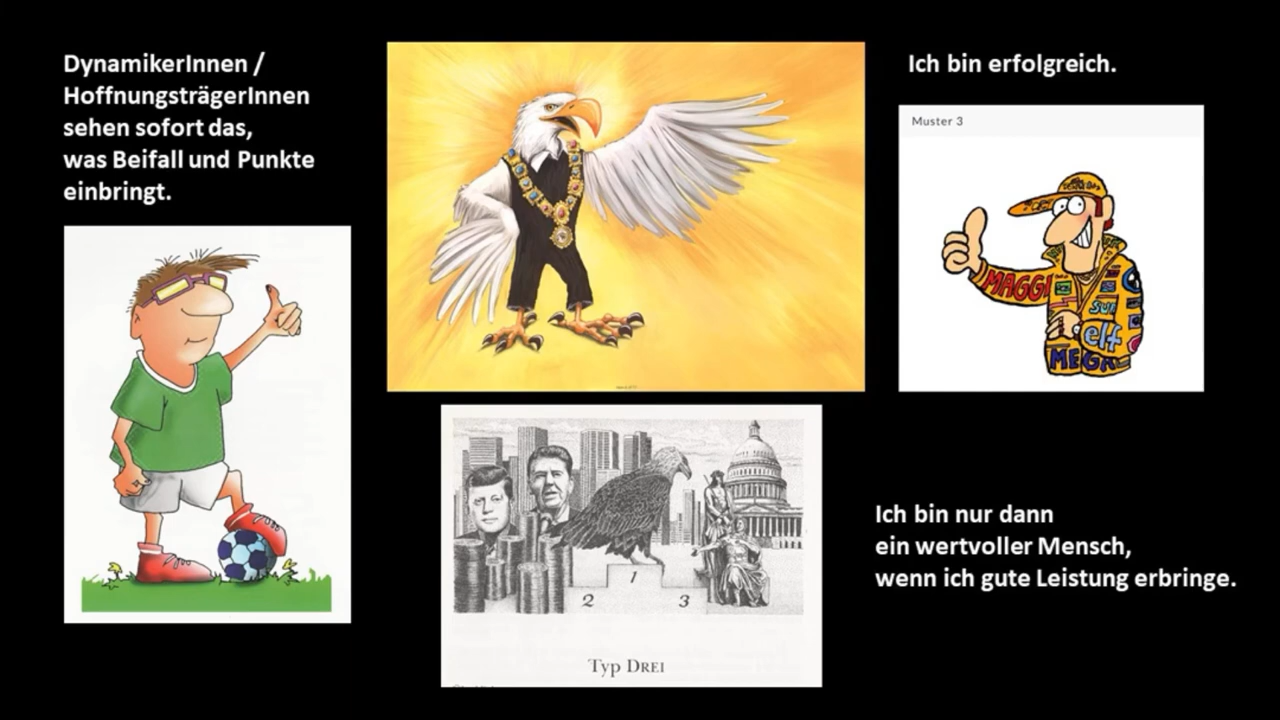 DynamikerInnen /
HoffnungsträgerInnen
sehen sofort das,
was Beifall und Punkte
einbringt.
Ich bin erfolgreich.
Muster 3
MAGGI
elf
MEGA
1
2
3
Typ Drei
Ich bin nur dann
ein wertvoller Mensch,
wenn ich gute Leistung erbringe.